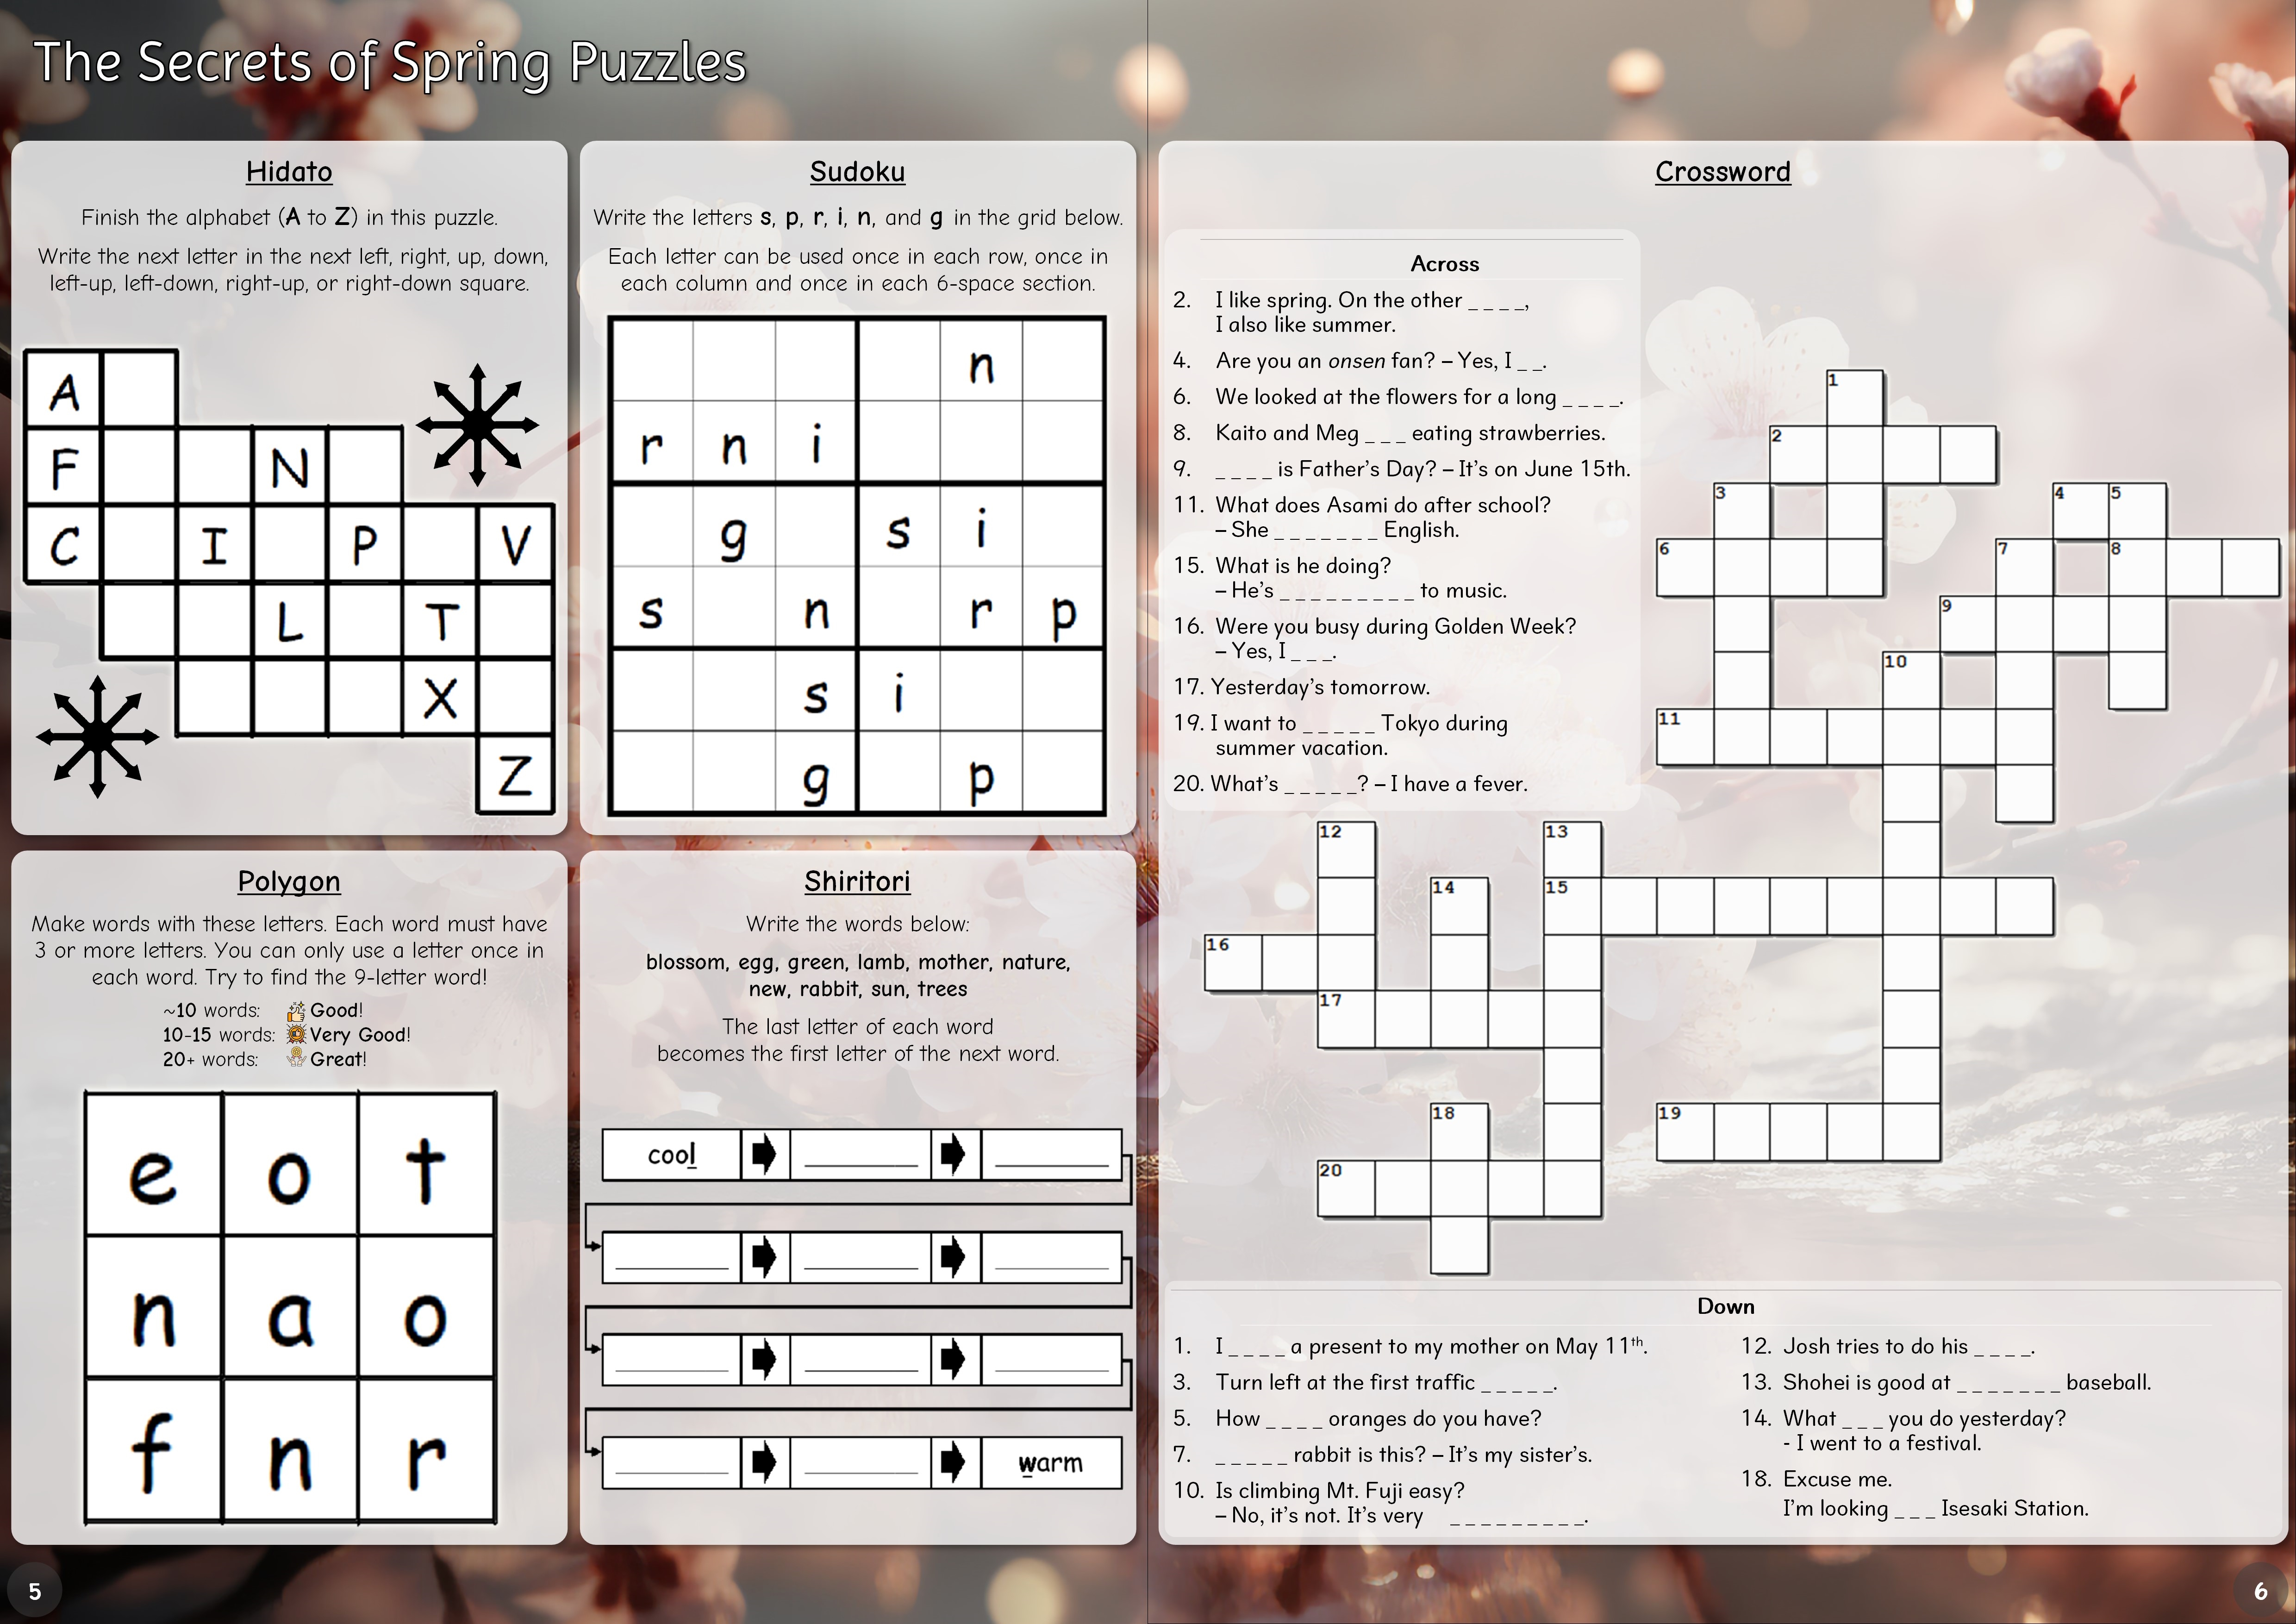 The Secrets of Spring Puzzles
Hidato
Finish the alphabet (A to Z) in this puzzle.
Write the next letter in the next left, right, up, down,
left-up, left-down, right-up, or right-down square.
A
F N
C I P V
L T
X
Z
Sudoku
Write the letters s, p, r, i, n, and g in the grid below.
Each letter can be used once in each row, once in
each column and once in each 6-space section.
n
r n i
g s i
s n r p
s i
g p
Polygon
Make words with these letters. Each word must have
3 or more letters. You can only use a letter once in
each word. Try to find the 9-letter word!
~10 words: Good!
10-15 words: Very Good!
20+ words: Great!
e o t
n a o
f n r
Shiritori
Write the words below:
blossom, egg, green, lamb, mother, nature,
new, rabbit, sun, trees
The last letter of each word
becomes the first letter of the next word.
cool
warm
5
Crossword
Across
2. I like spring. On the other _ _ _ _,
I also like summer.
4. Are you an onsen fan? – Yes, I _ _.
6. We looked at the flowers for a long _ _ _ _.
8. Kaito and Meg _ _ _ eating strawberries.
9. _ _ _ _ is Father's Day? – It's on June 15th.
11. What does Asami do after school?
– She _ _ _ _ _ _ _ English.
15. What is he doing?
– He's _ _ _ _ _ _ _ _ _ to music.
16. Were you busy during Golden Week?
– Yes, I _ _ _.
17. Yesterday's tomorrow.
19. I want to _ _ _ _ _ Tokyo during
summer vacation.
20. What's _ _ _ _ _? – I have a fever.
1
2
3 4 5
6 7 8
9
10
11
12 13
14 15
16
17
18 19
20
Down
1. I _ _ _ _ a present to my mother on May 11th.
3. Turn left at the first traffic _ _ _ _ _.
5. How _ _ _ _ oranges do you have?
7. _ _ _ _ _ rabbit is this? – It's my sister's.
10. Is climbing Mt. Fuji easy?
– No, it's not. It's very _ _ _ _ _ _ _ _ _.
12. Josh tries to do his _ _ _ _.
13. Shohei is good at _ _ _ _ _ _ _ baseball.
14. What _ _ _ you do yesterday?
- I went to a festival.
18. Excuse me.
I'm looking _ _ _ Isesaki Station.
6